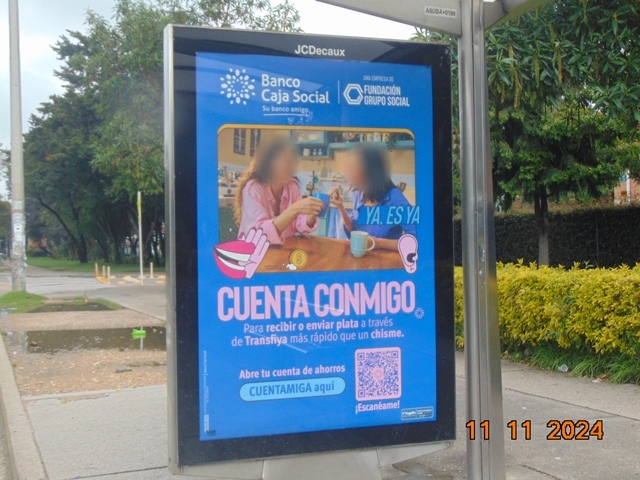 ASOBA+0198
JCDecaux
Banco
Caja Social
Su banco amigo
UNA EMPRESA DE
FUNDACIÓN
GRUPO SOCIAL
YA, ES YA
CUENTA CONMIGO
Para recibir o enviar plata a través
de Transfiya más rápido que un chisme.
Abre tu cuenta de ahorros
CUENTAMIGA aquí
¡Escanéame!
11 11 2024